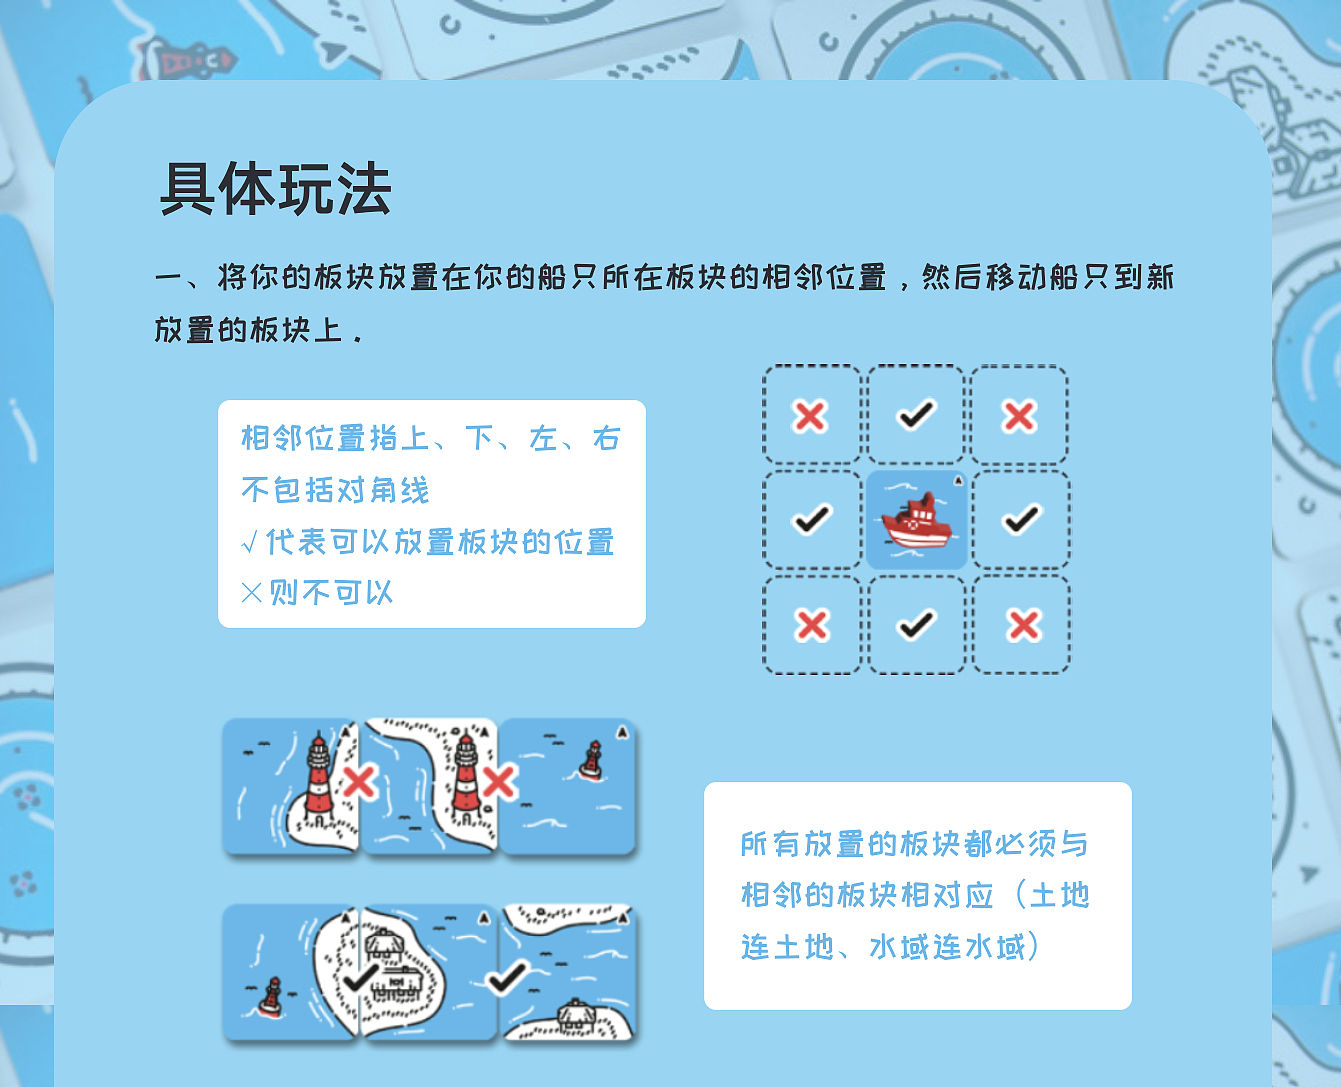 具体玩法
一、将你的板块放置在你的船只所在板块的相邻位置，然后移动船只到新
放置的板块上．
相邻位置指上、下、左、右
不包括对角线
√代表可以放置板块的位置
×则不可以
A
A
A
A
所有放置的板块都必须与
相邻的板块相对应（土地
连土地、水域连水域）
A
A
A